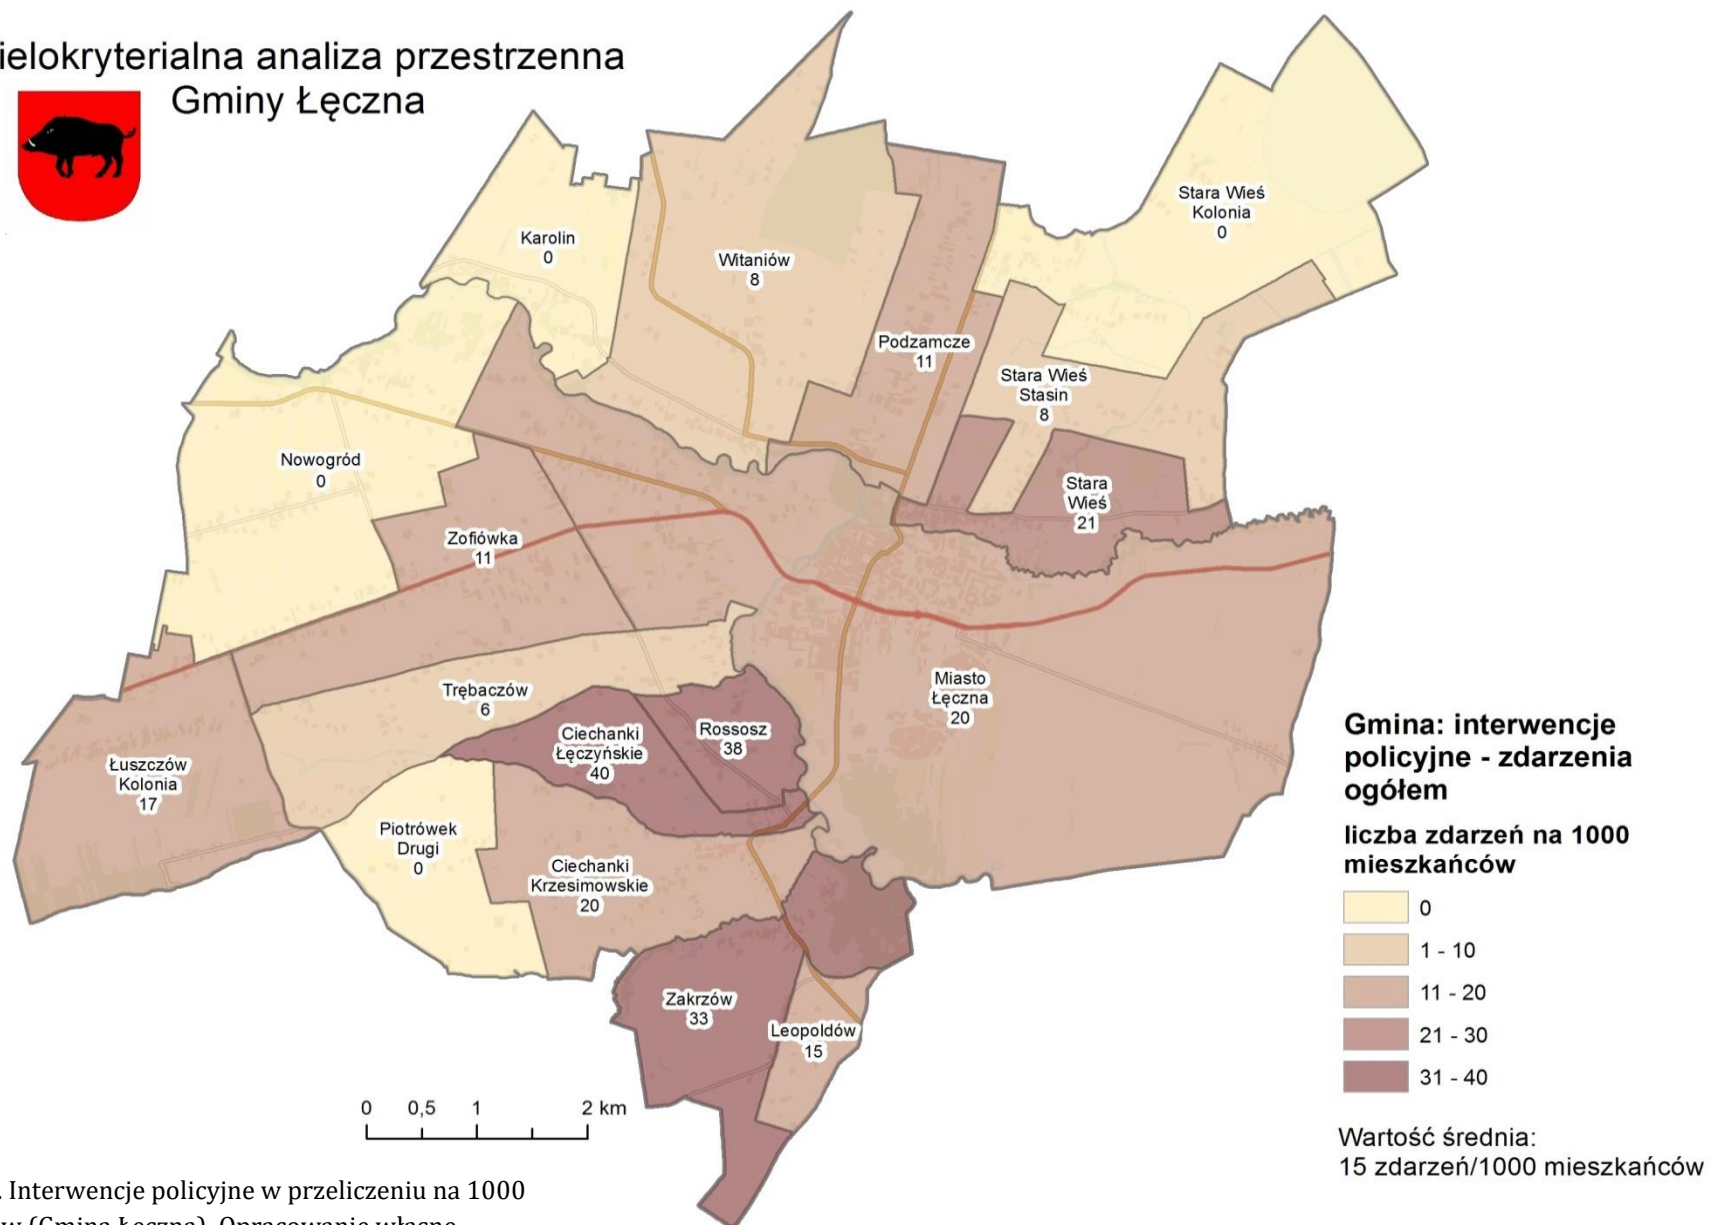 ielokryterialna analiza przestrzenna
Gminy Łęczna
Stara Wieś
Kolonia
0
Karolin
0
Witaniów
8
Podzamcze
11
Stara Wieś
Stasin
8
Nowogród
0
Stara
Wieś
21
Zofiówka
11
Trębaczów
6
Miasto
Łęczna
20
Rossosz
38
Ciechanki
Łęczyńskie
40
Łuszczów
Kolonia
17
Piotrówek
Drugi
0
Ciechanki
Krzesimowskie
20
Zakrzów
33
Leopoldów
15
Gmina: interwencje
policyjne - zdarzenia
ogółem
liczba zdarzeń na 1000
mieszkańców
0
1 - 10
11 - 20
21 - 30
31 - 40
Wartość średnia:
15 zdarzeń/1000 mieszkańców
0 0,5 1 2 km
. Interwencje policyjne w przeliczeniu na 1000
w (Gmina Łęczna). Opracowanie własne